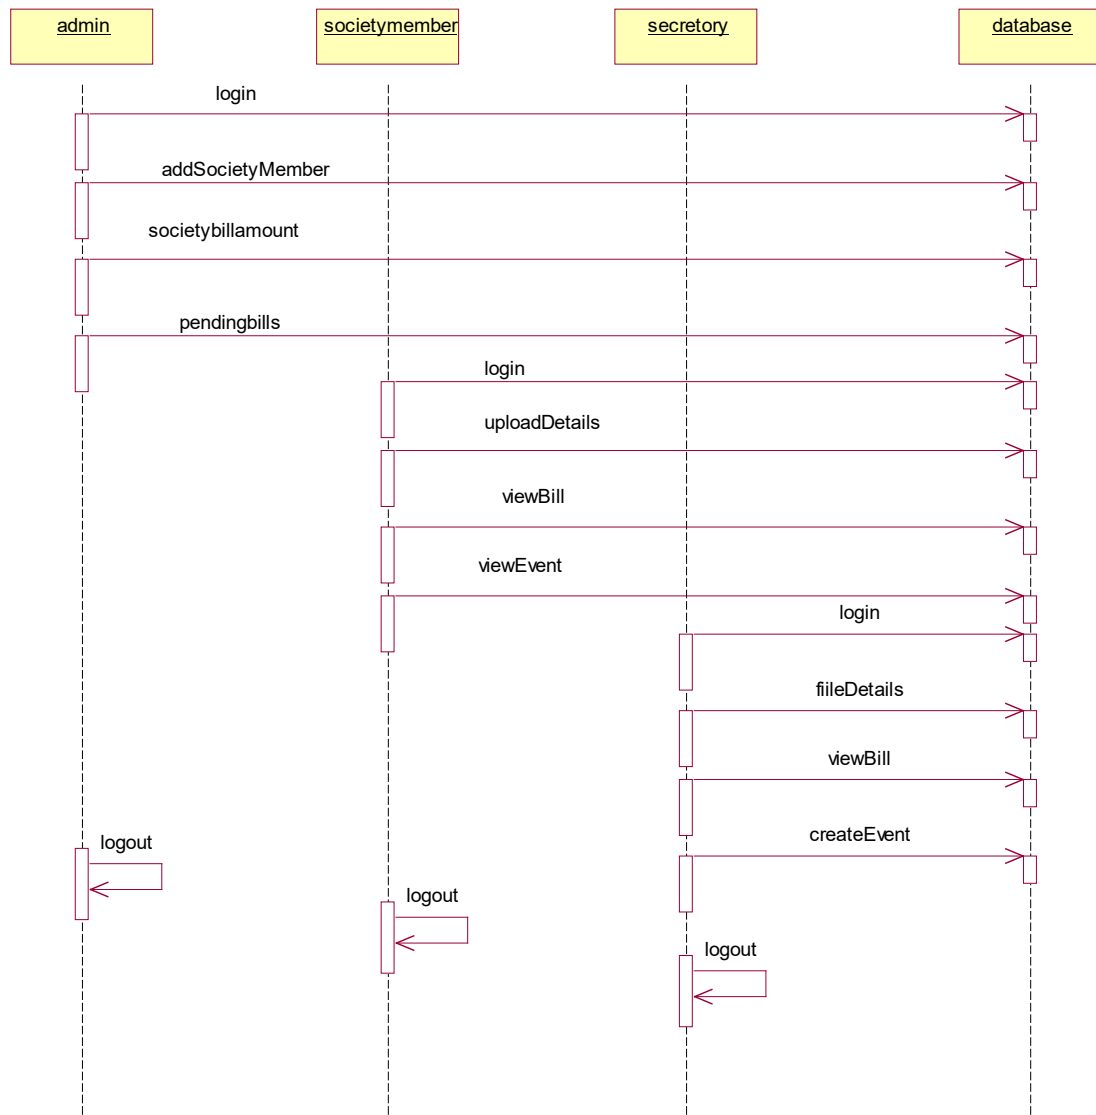 admin
societymember
secretory
database
login
addSocietyMember
societybillamount
pendingbills
login
uploadDetails
viewBill
viewEvent
login
fiileDetails
viewBill
createEvent
logout
logout
logout